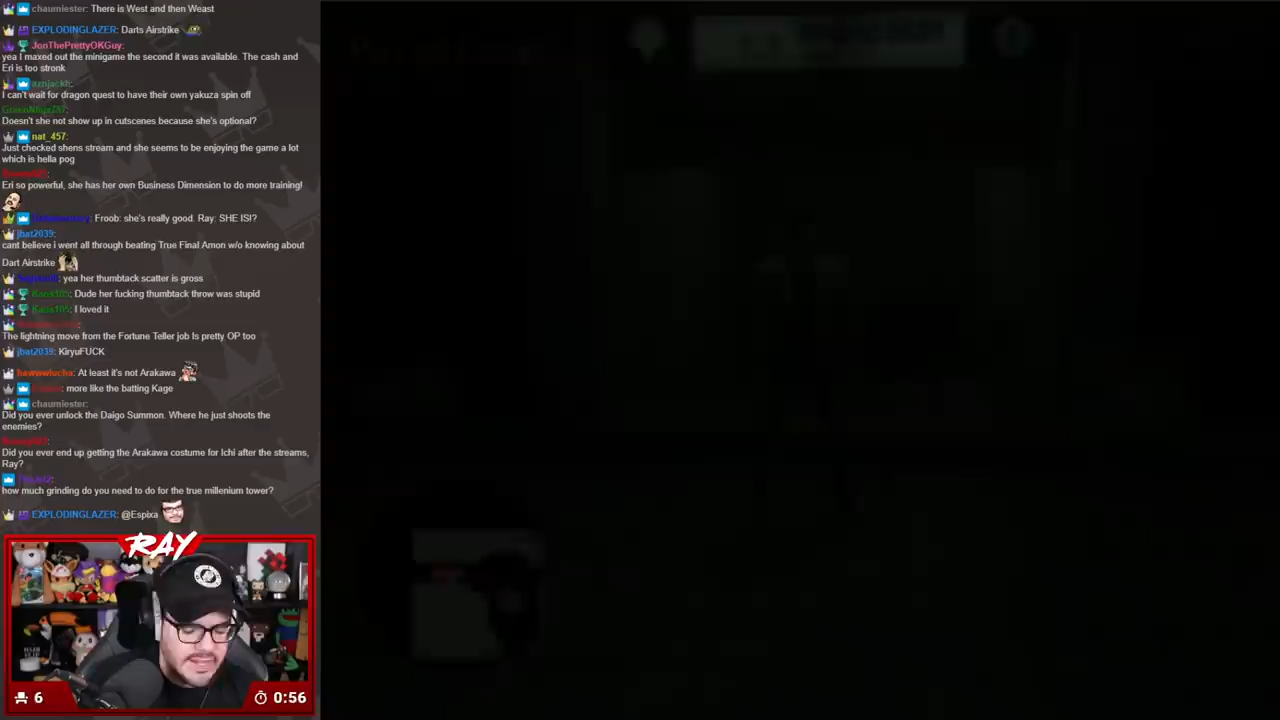 chaumiester: There is West and then Weast
EXPLODINGLAZER: Darts Airstrike
JonThePrettyOKGuy:
yea I maxed out the minigame the second it was available. The cash and
Eri is too stronk
aznjackh:
I can't wait for dragon quest to have their own yakuza spin off
Doesn't she not show up in cutscenes because she's optional?
nat_457:
Just checked shens stream and she seems to be enjoying the game a lot
which is hella pog
Eri so powerful, she has her own Business Dimension to do more training!
Froob: she's really good. Ray: SHE IS!?
jbat2039:
cant believe i went all through beating True Final Amon w/o knowing about
Dart Airstrike
yea her thumbtack scatter is gross
Dude her fucking thumbtack throw was stupid
I loved it
The lightning move from the Fortune Teller job Is pretty OP too
jbat2039: KiryuFUCK
hawwwlucha: At least it's not Arakawa
more like the batting Kage
chaumiester:
Did you ever unlock the Daigo Summon. Where he just shoots the
enemies?
Did you ever end up getting the Arakawa costume for Ichi after the streams,
Ray?
how much grinding do you need to do for the true millenium tower?
EXPLODINGLAZER: @Espixa
RAY
6
0:56